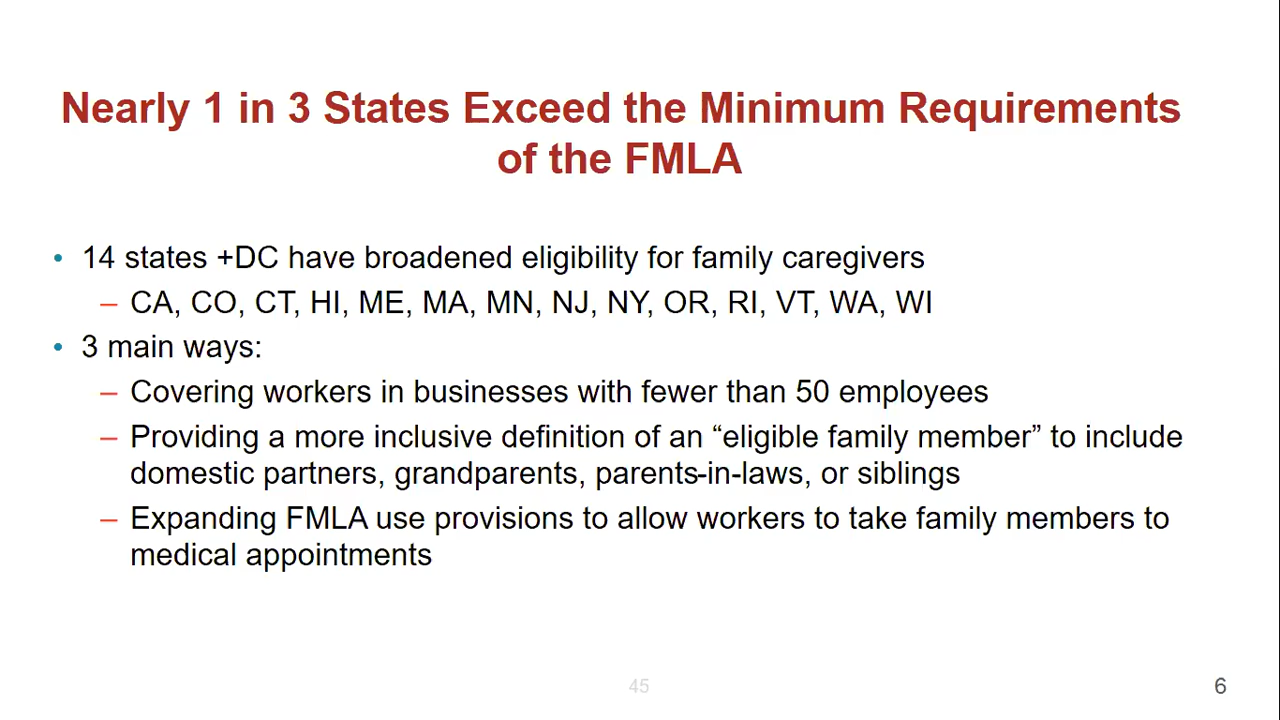 Nearly 1 in 3 States Exceed the Minimum Requirements
of the FMLA
• 14 states +DC have broadened eligibility for family caregivers
– CA, CO, CT, HI, ME, MA, MN, NJ, NY, OR, RI, VT, WA, WI
• 3 main ways:
– Covering workers in businesses with fewer than 50 employees
– Providing a more inclusive definition of an “eligible family member” to include
domestic partners, grandparents, parents-in-laws, or siblings
– Expanding FMLA use provisions to allow workers to take family members to
medical appointments
45
6